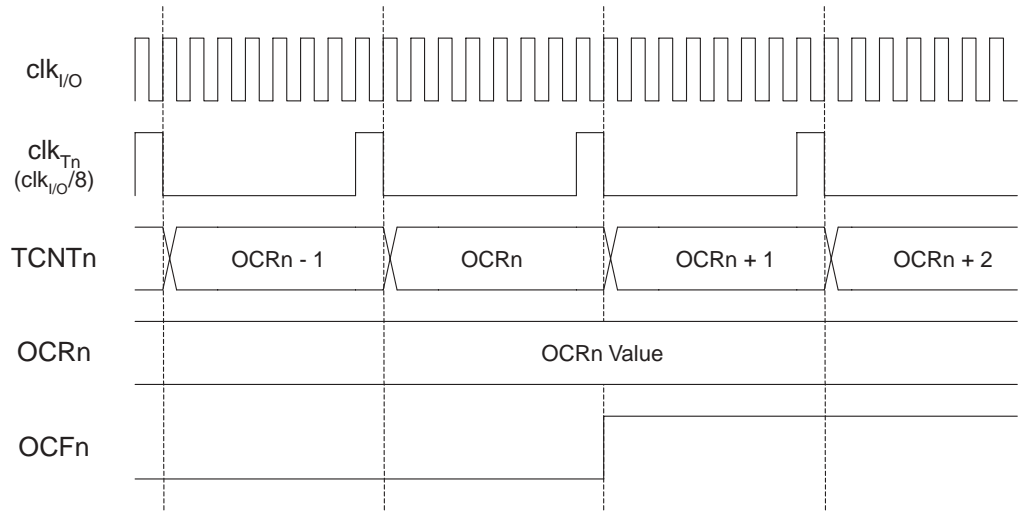 clkI/O
clkTn
(clkI/O/8)
TCNTn
OCRn - 1
OCRn
OCRn + 1
OCRn + 2
OCRn
OCRn Value
OCFn